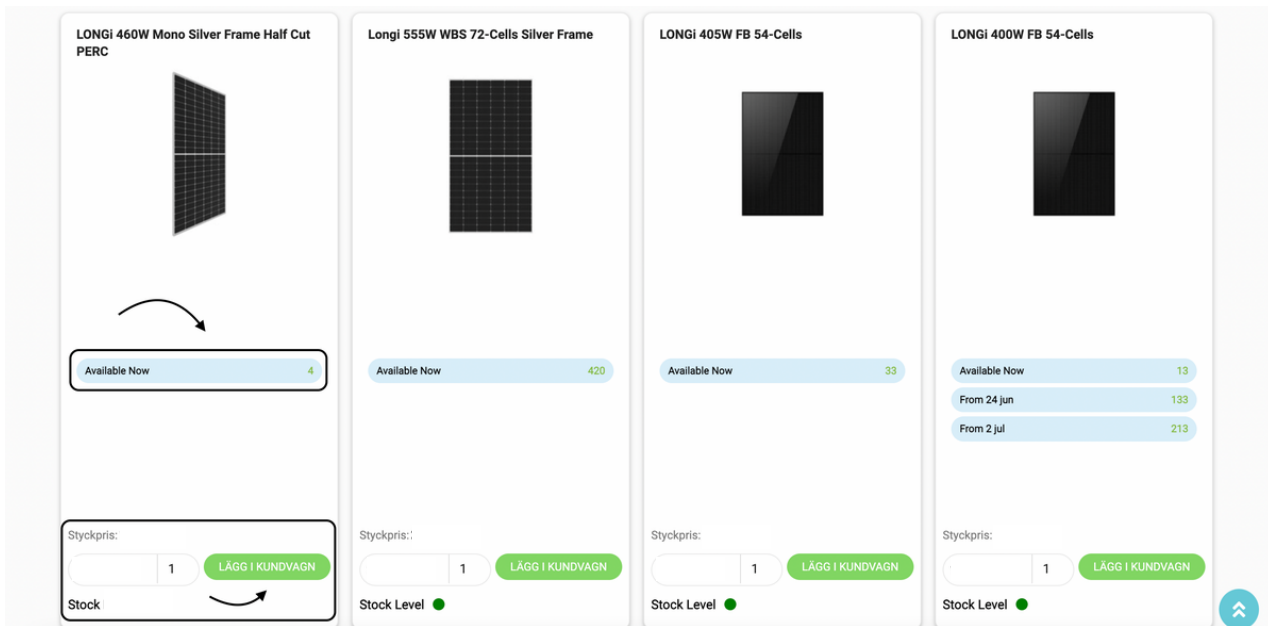 LONGi 460W Mono Silver Frame Half Cut
PERC
Available Now 4
Styckpris:
1 LÄGG I KUNDVAGN
Stock
Longi 555W WBS 72-Cells Silver Frame
Available Now 420
Styckpris:
1 LÄGG I KUNDVAGN
Stock Level
LONGi 405W FB 54-Cells
Available Now 33
Styckpris:
1 LÄGG I KUNDVAGN
Stock Level
LONGi 400W FB 54-Cells
Available Now 13
From 24 jun 133
From 2 jul 213
Styckpris:
1 LÄGG I KUNDVAGN
Stock Level